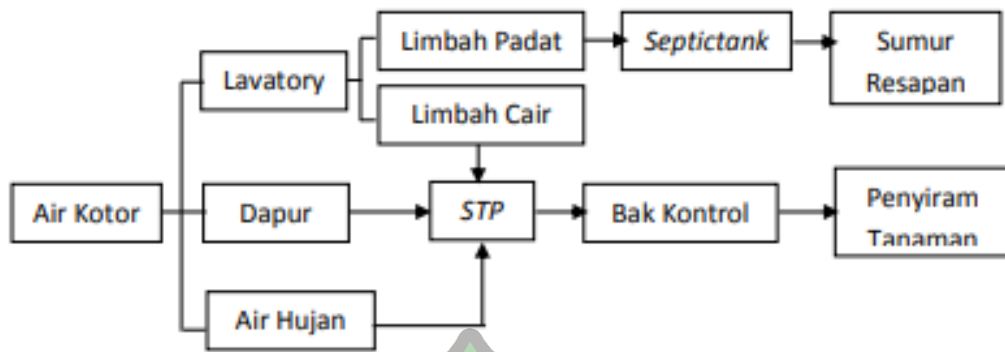 Limbah Padat
Septictank
Sumur
Resapan
Lavatory
Limbah Cair
Air Kotor
Dapur
STP
Bak Kontrol
Penyiram
Tanaman
Air Hujan